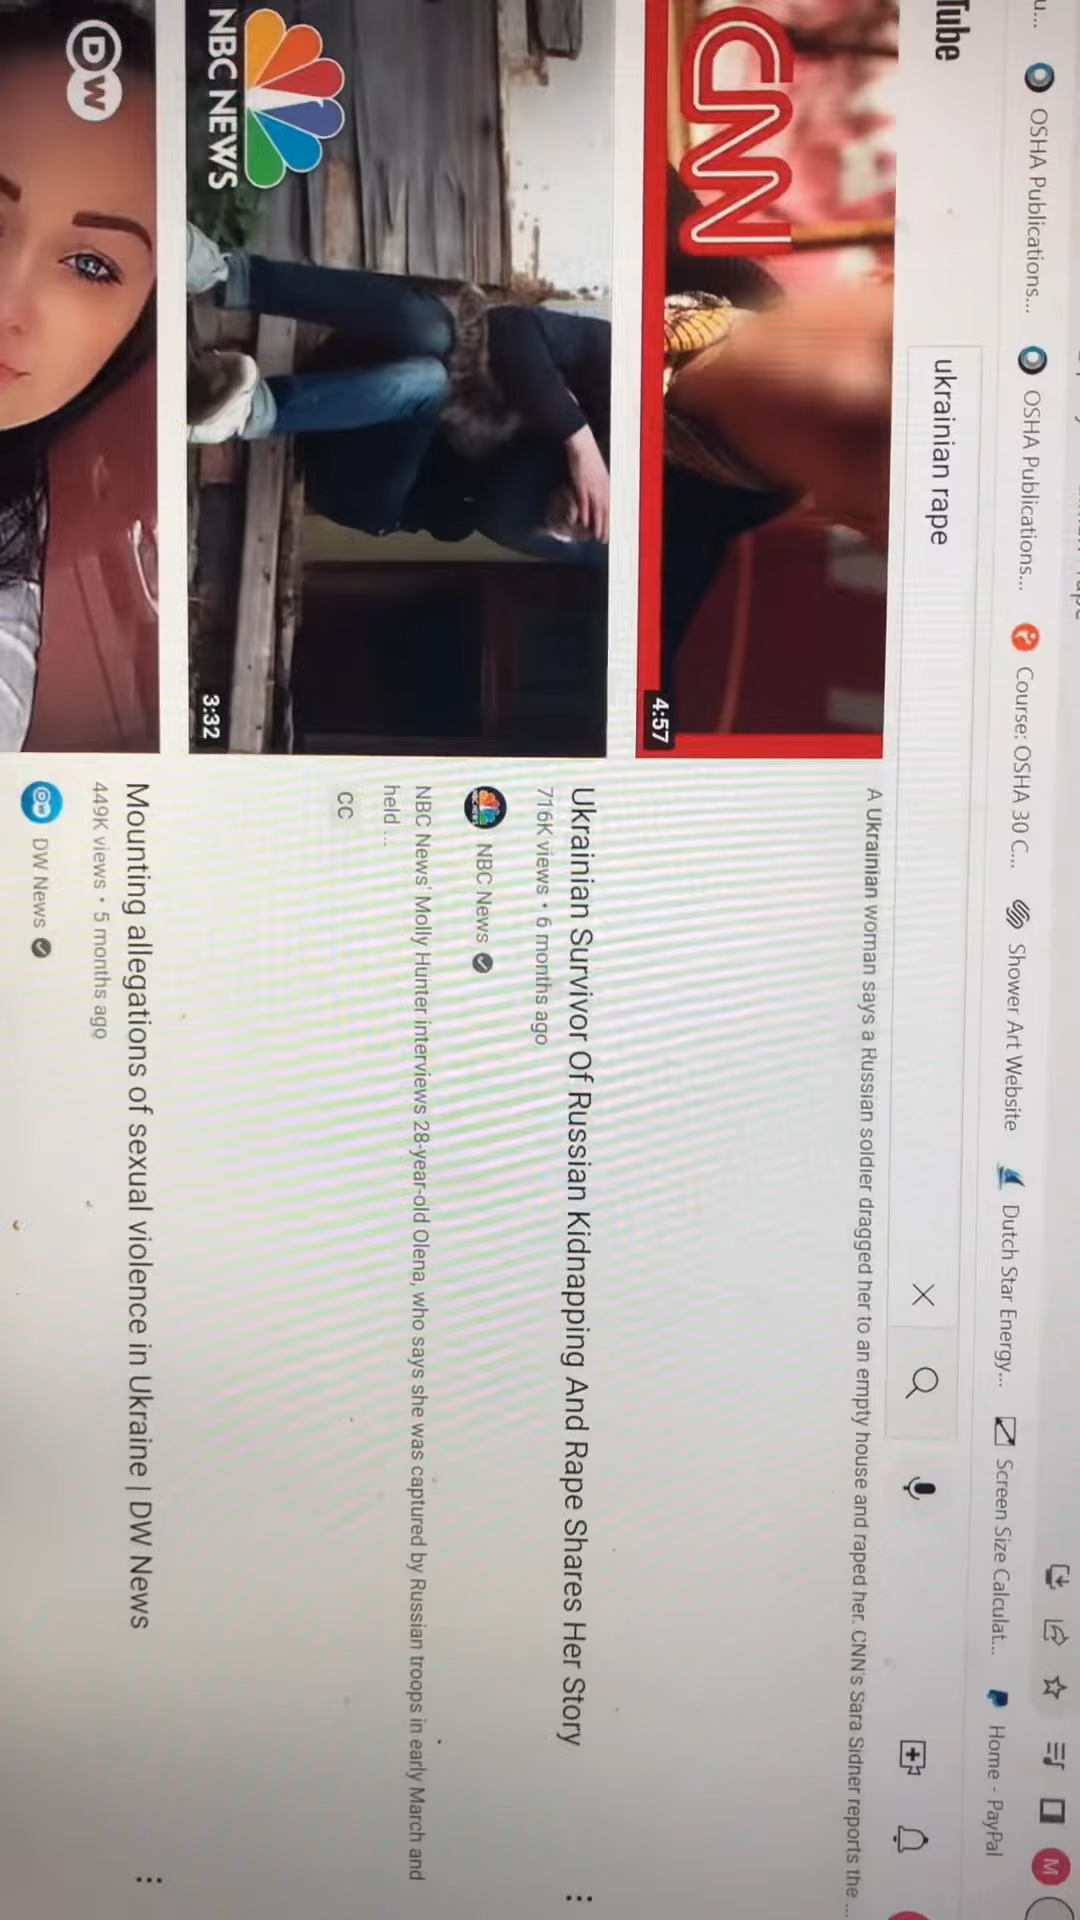 OSHA Publications...
OSHA Publications...
Course: OSHA 30 C...
Shower Art Website
Dutch Star Energy...
Screen Size Calculat...
Home - PayPal
M
Tube
ukrainian rape
CNN
4:57
A Ukrainian woman says a Russian soldier dragged her to an empty house and raped her. CNN's Sara Sidner reports the ...
NBC NEWS
3:32
Ukrainian Survivor Of Russian Kidnapping And Rape Shares Her Story
716K views • 6 months ago
NBC News
NBC News' Molly Hunter interviews 28-year-old Olena, who says she was captured by Russian troops in early March and
held ...
CC
DW
Mounting allegations of sexual violence in Ukraine | DW News
449K views • 5 months ago
DW News